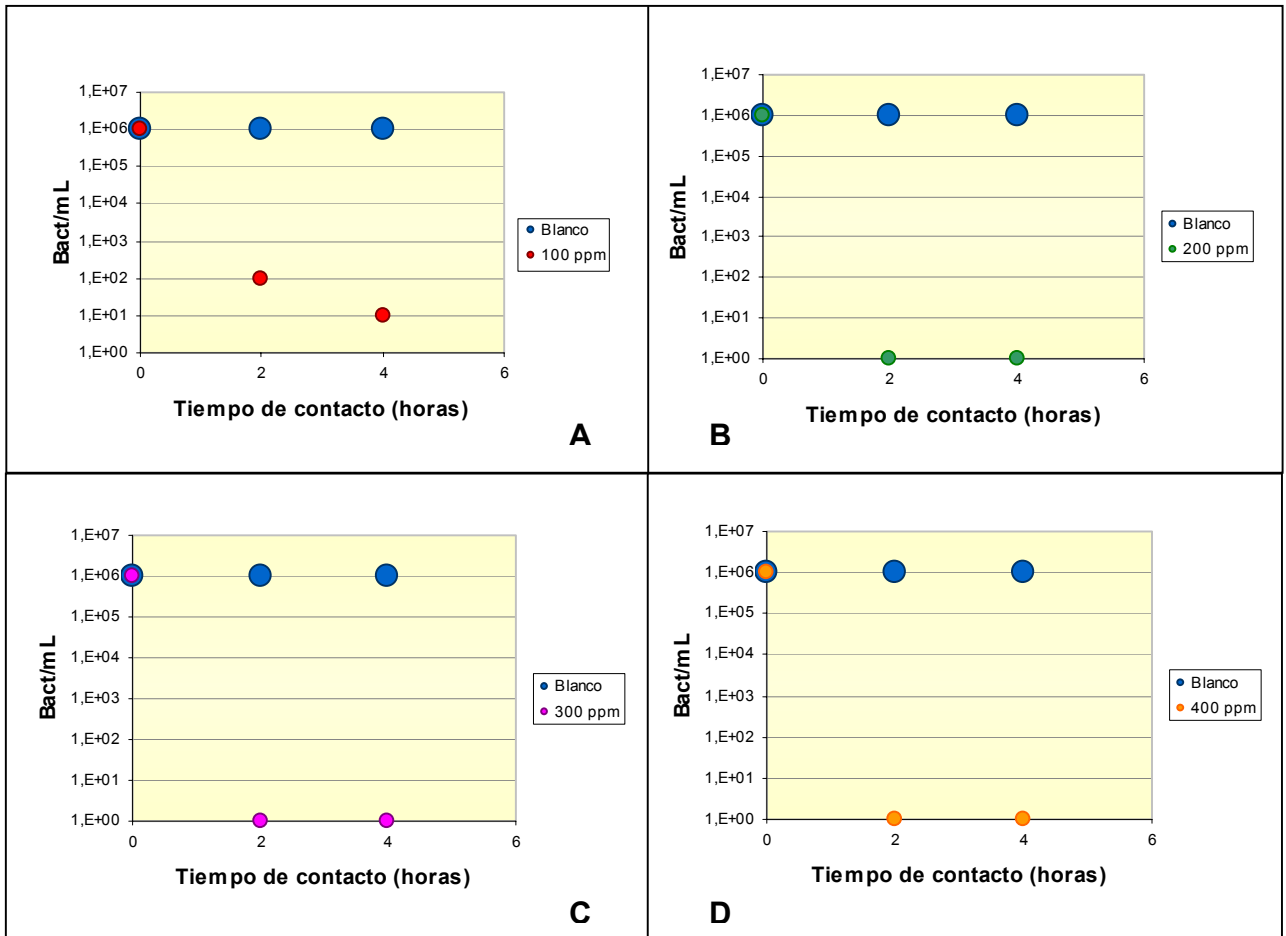 1,E+07
1,E+06
1,E+05
1,E+04
1,E+03
1,E+02
1,E+01
1,E+00
Bact/mL
0 2 4 6
Tiempo de contacto (horas)
Blanco
100 ppm
A
1,E+07
1,E+06
1,E+05
1,E+04
1,E+03
1,E+02
1,E+01
1,E+00
Bact/mL
0 2 4 6
Tiempo de contacto (horas)
Blanco
200 ppm
B
1,E+07
1,E+06
1,E+05
1,E+04
1,E+03
1,E+02
1,E+01
1,E+00
Bact/mL
0 2 4 6
Tiempo de contacto (horas)
Blanco
300 ppm
C
1,E+07
1,E+06
1,E+05
1,E+04
1,E+03
1,E+02
1,E+01
1,E+00
Bact/mL
0 2 4 6
Tiempo de contacto (horas)
Blanco
400 ppm
D